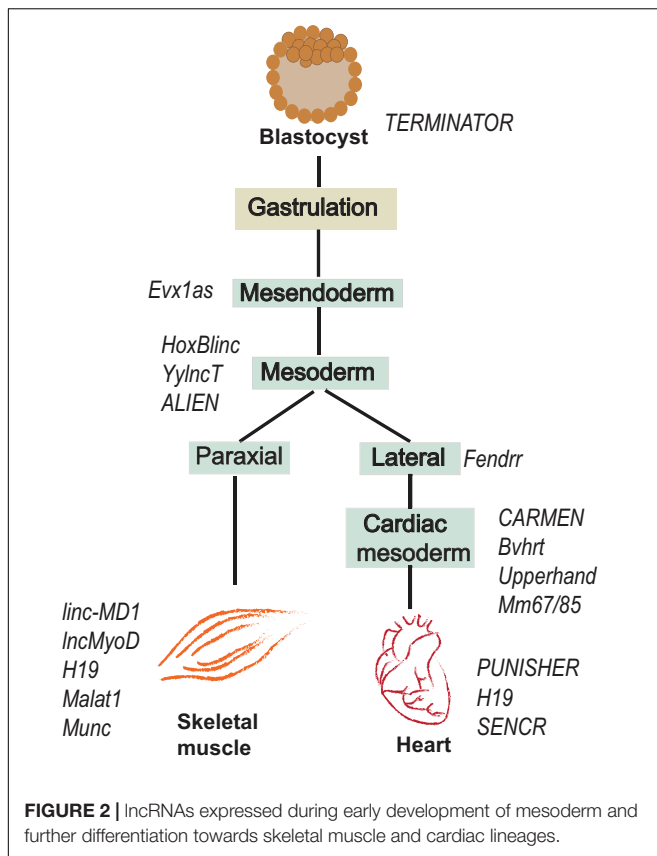 Blastocyst
TERMINATOR
Gastrulation
Evx1as
Mesendoderm
HoxBlinc
YylncT
ALIEN
Mesoderm
Paraxial
Lateral
Fendrr
Cardiac
mesoderm
CARMEN
Bvhrt
Upperhand
Mm67/85
linc-MD1
lncMyoD
H19
Malat1
Munc
Skeletal
muscle
Heart
PUNISHER
H19
SENCR
FIGURE 2 | lncRNAs expressed during early development of mesoderm and
further differentiation towards skeletal muscle and cardiac lineages.